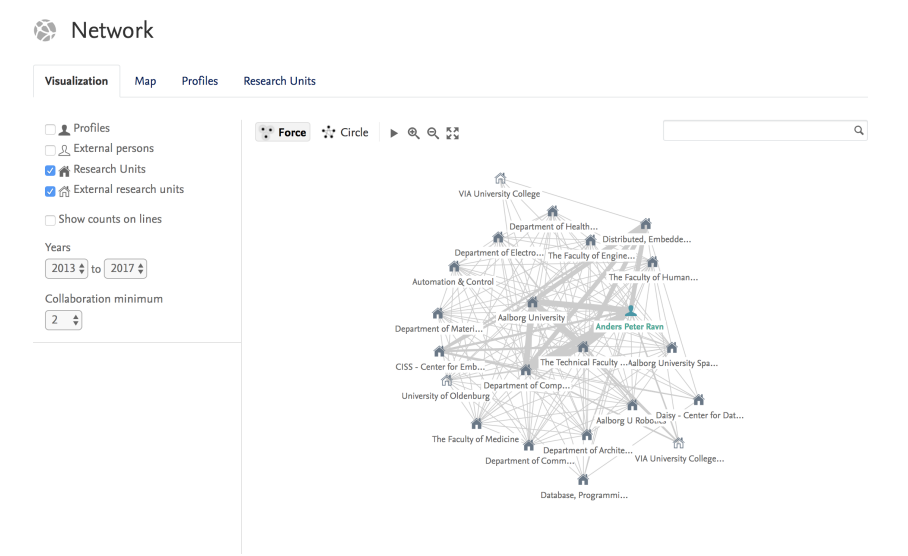 Network
Visualization
Map
Profiles
Research Units
Profiles
External persons
Research Units
External research units
Show counts on lines
Years
2013 to 2017
Collaboration minimum
2
Force
Circle
VIA University College
Department of Health...
Distributed, Embedde...
Department of Electro...
The Faculty of Engine...
The Faculty of Human...
Automation & Control
Aalborg University
Anders Peter Ravn
Department of Materi...
CISS - Center for Emb...
The Technical Faculty ...
Aalborg University Spa...
Department of Comp...
University of Oldenburg
Aalborg U Robotics
Daisy - Center for Dat...
The Faculty of Medicine
Department of Archite...
Department of Comm...
VIA University College...
Database, Programmi...